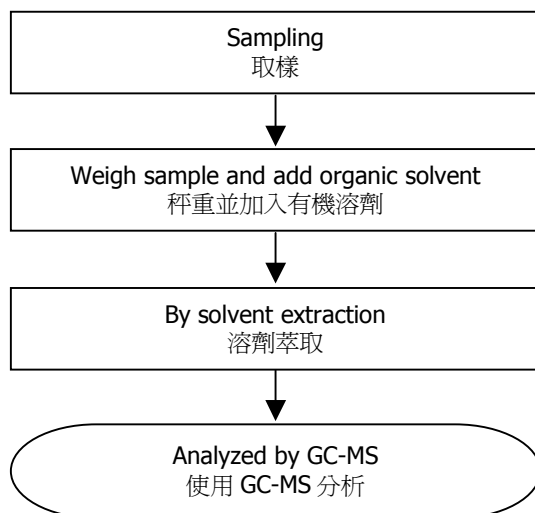 Sampling
取樣
Weigh sample and add organic solvent
秤重並加入有機溶劑
By solvent extraction
溶劑萃取
Analyzed by GC-MS
使用 GC-MS 分析